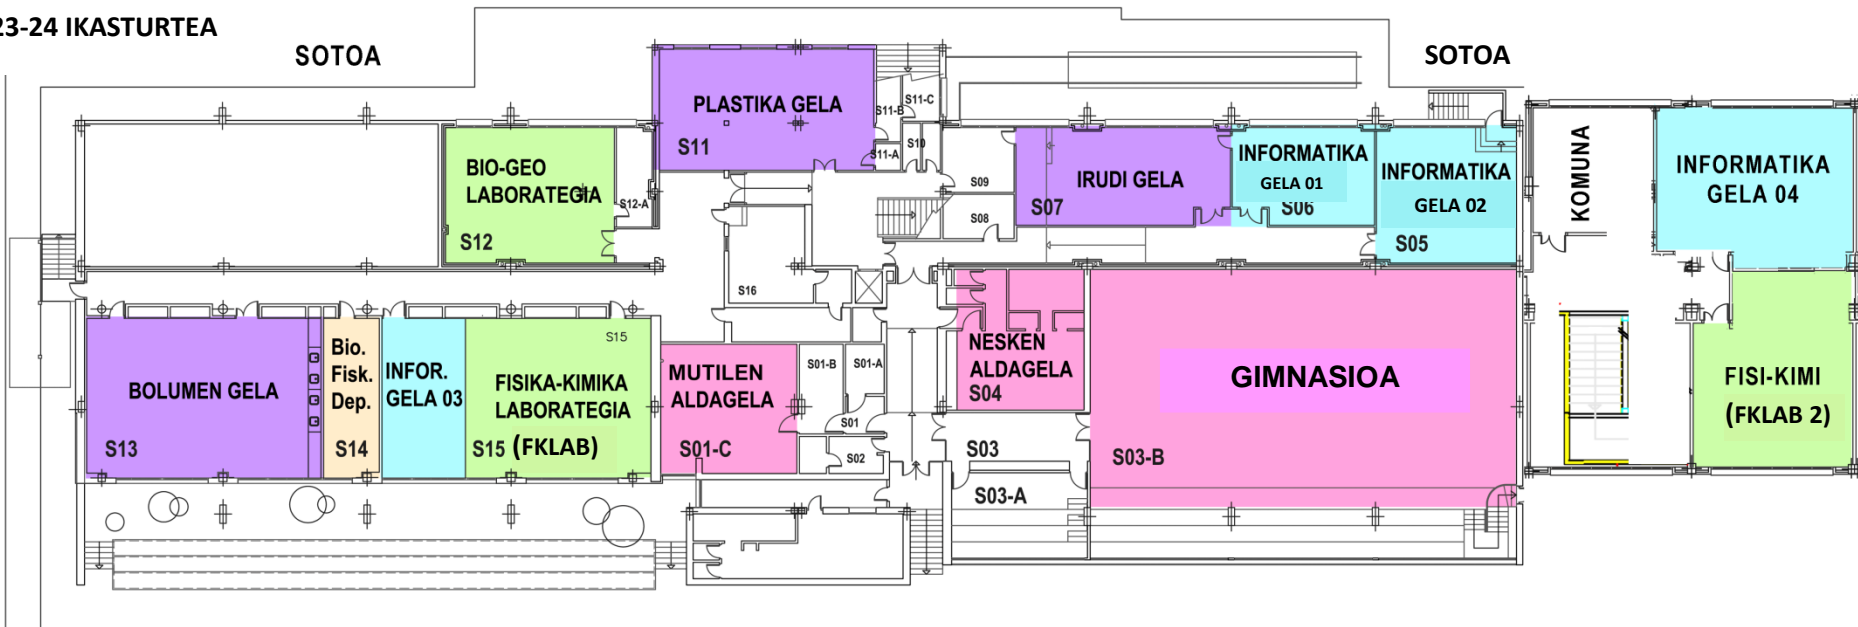 23-24 IKASTURTEA
SOTOA
SOTOA
PLASTIKA GELA
S11
S11-B
S11-C
S11-A
S10
BIO-GEO
LABORATEGIA
S12
S12-A
S09
S08
IRUDI GELA
S07
INFORMATIKA
GELA 01
S06
INFORMATIKA
GELA 02
S05
KOMUNA
INFORMATIKA
GELA 04
S16
BOLUMEN GELA
S13
Bio.
Fisk.
Dep.
S14
INFOR.
GELA 03
S15
FISIKA-KIMIKA
LABORATEGIA
S15 (FKLAB)
MUTILEN
ALDAGELA
S01-C
S01-B
S01-A
S01
S02
NESKEN
ALDAGELA
S04
S03
S03-A
GIMNASIOA
S03-B
FISI-KIMI
(FKLAB 2)